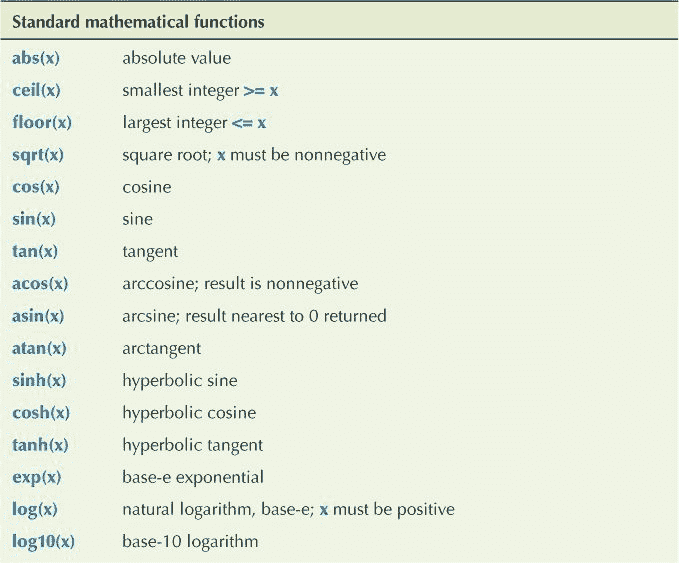 Standard mathematical functions
abs(x) absolute value
ceil(x) smallest integer >= x
floor(x) largest integer <= x
sqrt(x) square root; x must be nonnegative
cos(x) cosine
sin(x) sine
tan(x) tangent
acos(x) arccosine; result is nonnegative
asin(x) arcsine; result nearest to 0 returned
atan(x) arctangent
sinh(x) hyperbolic sine
cosh(x) hyperbolic cosine
tanh(x) hyperbolic tangent
exp(x) base-e exponential
log(x) natural logarithm, base-e; x must be positive
log10(x) base-10 logarithm